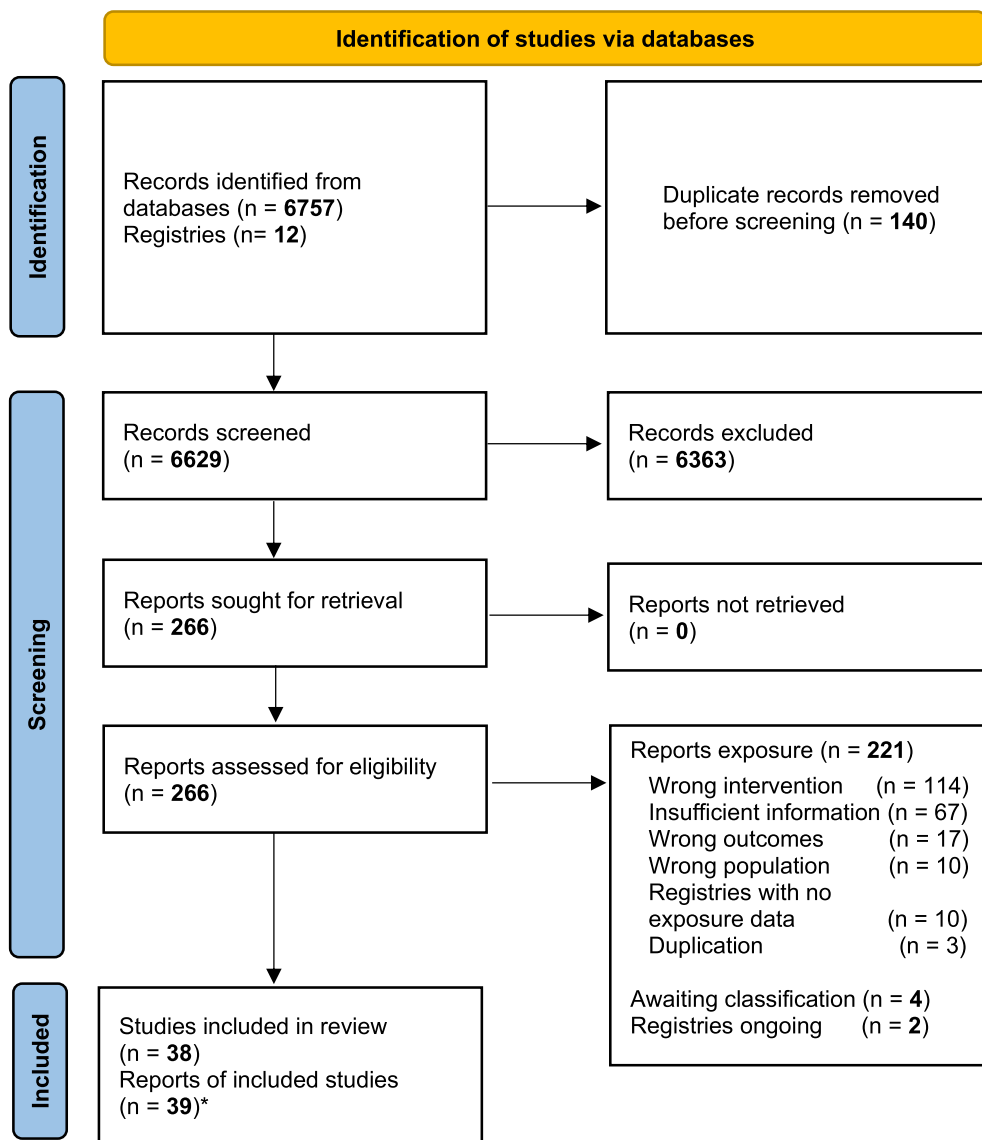 Identification of studies via databases
Identification
Records identified from
databases (n = 6757)
Registries (n= 12)
Duplicate records removed
before screening (n = 140)
Screening
Records screened
(n = 6629)
Records excluded
(n = 6363)
Reports sought for retrieval
(n = 266)
Reports not retrieved
(n = 0)
Reports assessed for eligibility
(n = 266)
Reports exposure (n = 221)
Wrong intervention (n = 114)
Insufficient information (n = 67)
Wrong outcomes (n = 17)
Wrong population (n = 10)
Registries with no
exposure data (n = 10)
Duplication (n = 3)
Awaiting classification (n = 4)
Registries ongoing (n = 2)
Included
Studies included in review
(n = 38)
Reports of included studies
(n = 39)*